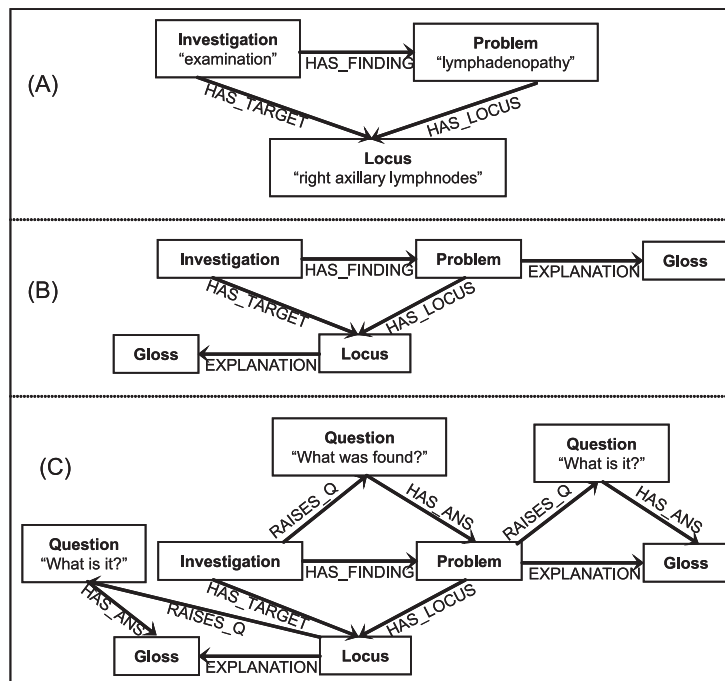 (A)
Investigation
"examination"
HAS_FINDING
Problem
"lymphadenopathy"
HAS_TARGET
HAS_LOCUS
Locus
"right axillary lymphnodes"
(B)
Investigation
HAS_FINDING
Problem
EXPLANATION
Gloss
HAS_TARGET
HAS_LOCUS
Gloss
EXPLANATION
Locus
(C)
Question
"What was found?"
Question
"What is it?"
RAISES_Q
HAS_ANS
RAISES_Q
HAS_ANS
Question
"What is it?"
Investigation
HAS_FINDING
Problem
EXPLANATION
Gloss
HAS_ANS
RAISES_Q
HAS_TARGET
HAS_LOCUS
Gloss
EXPLANATION
Locus